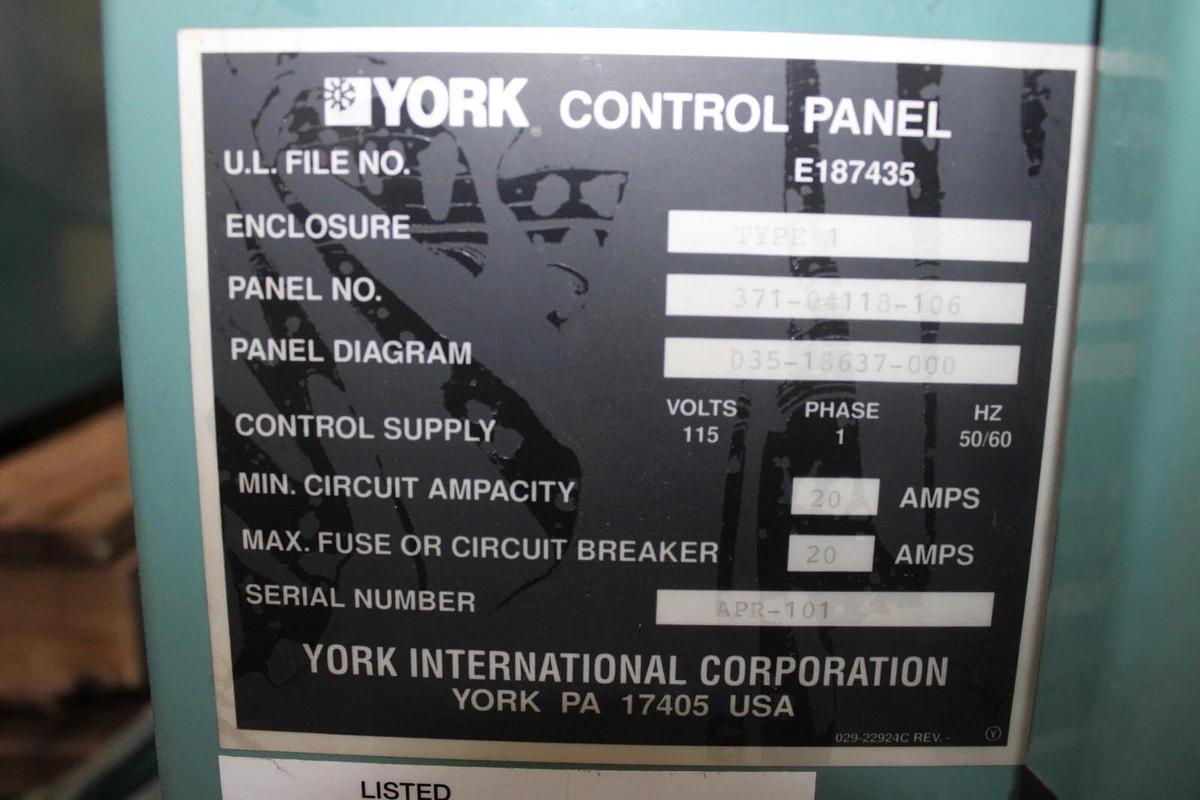 YORK CONTROL PANEL
U.L. FILE NO. E187435
ENCLOSURE TYPE 1
PANEL NO. 371-04118-106
PANEL DIAGRAM 035-18637-000
VOLTS PHASE HZ
CONTROL SUPPLY 115 1 50/60
MIN. CIRCUIT AMPACITY 20 AMPS
MAX. FUSE OR CIRCUIT BREAKER 20 AMPS
SERIAL NUMBER APR-101
YORK INTERNATIONAL CORPORATION
YORK PA 17405 USA
029-22924C REV. -
Y
LISTED